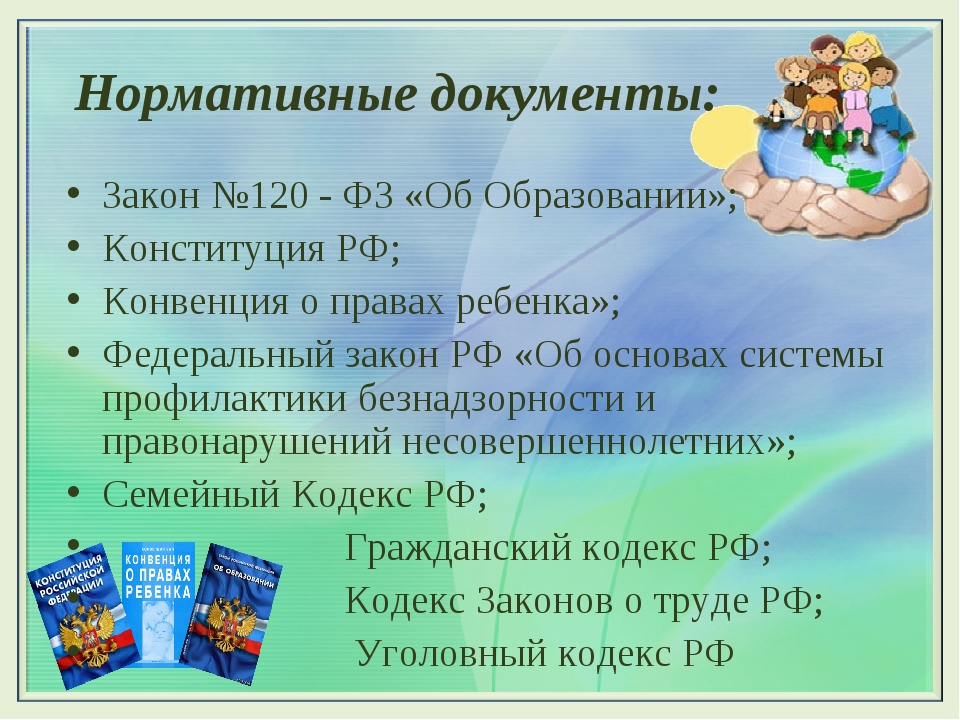 Нормативные документы:
• Закон №120 - ФЗ «Об Образовании»;
• Конституция РФ;
• Конвенция о правах ребенка»;
• Федеральный закон РФ «Об основах системы
профилактики безнадзорности и
правонарушений несовершеннолетних»;
• Семейный Кодекс РФ;
• Гражданский кодекс РФ;
Кодекс Законов о труде РФ;
Уголовный кодекс РФ
КОНСТИТУЦИЯ
РОССИЙСКОЙ
ФЕДЕРАЦИИ
КОНВЕНЦИЯ
О ПРАВАХ
РЕБЕНКА
ОБ ОБРАЗОВАНИИ